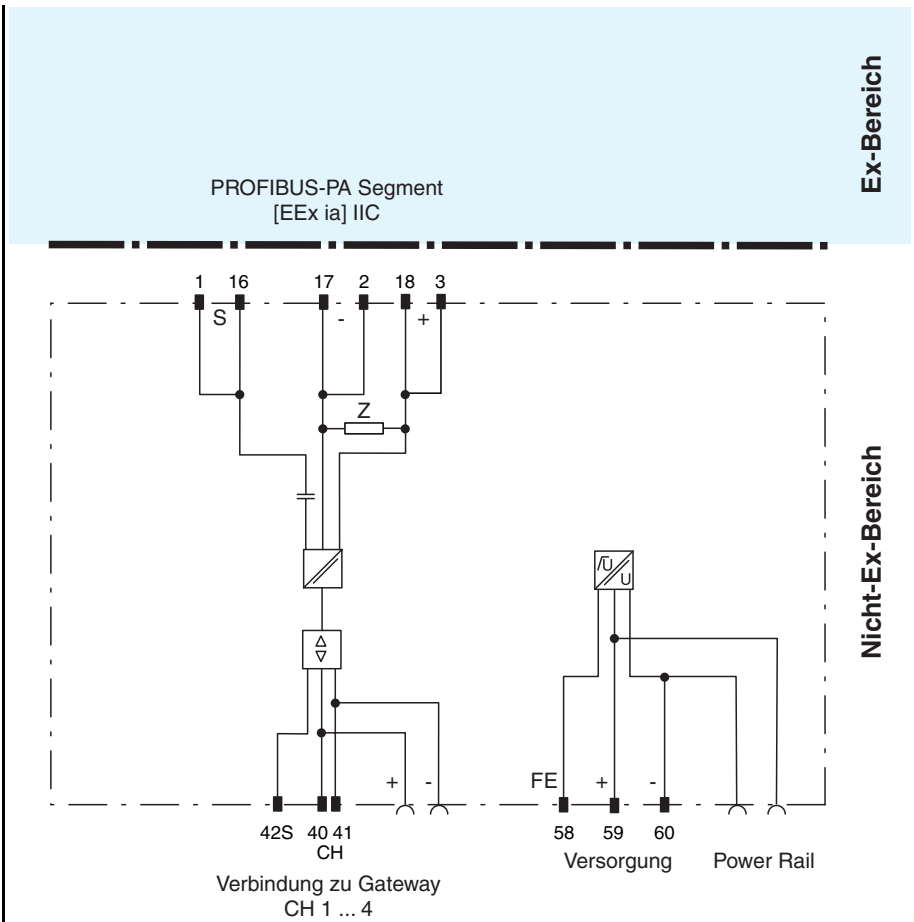 Ex-Bereich
PROFIBUS-PA Segment
[EEx ia] IIC
1 16 17 2 18 3
S - +
Z
/U
U
Nicht-Ex-Bereich
+ - FE + -
42S 40 41 58 59 60
CH
Versorgung Power Rail
Verbindung zu Gateway
CH 1 ... 4